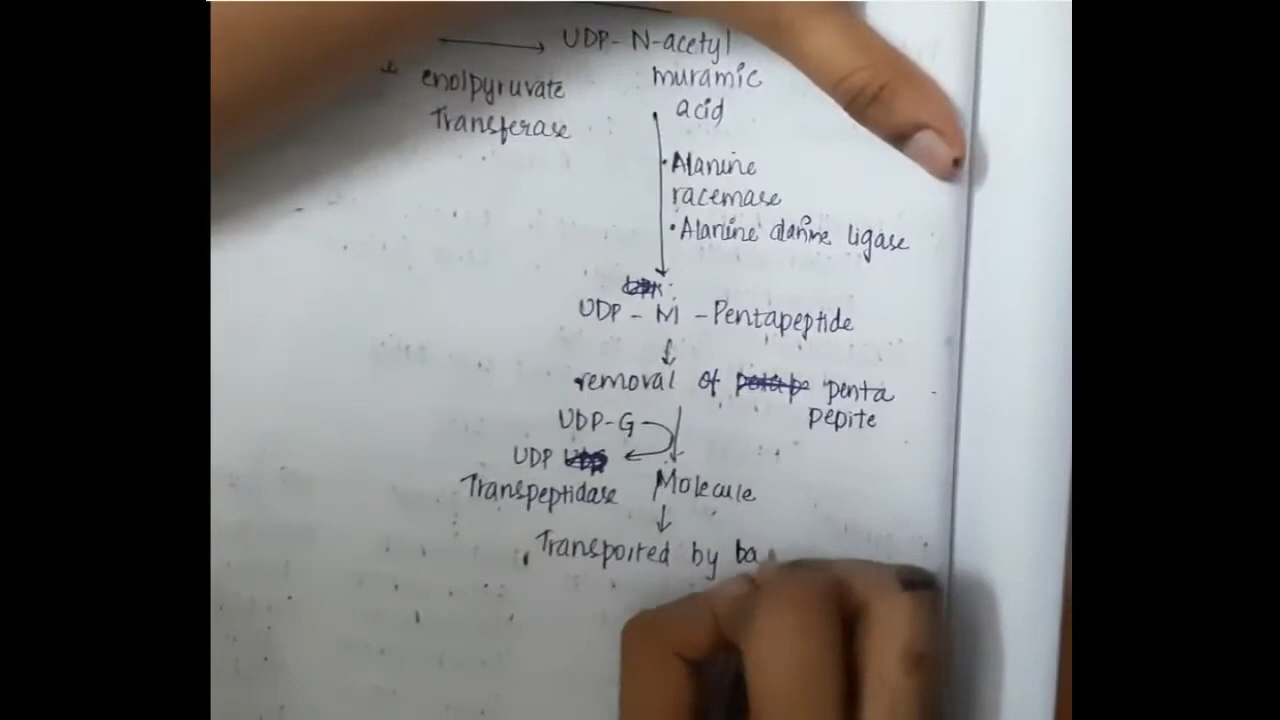 UDP- N-acetyl
muramic
acid
enolpyruvate
Transferase
• Alanine
racemase
• Alanine alanine ligase
UDP - M - Pentapeptide
removal of penta
pepite
UDP-G
UDP
Transpeptidase
Molecule
Transported by ba